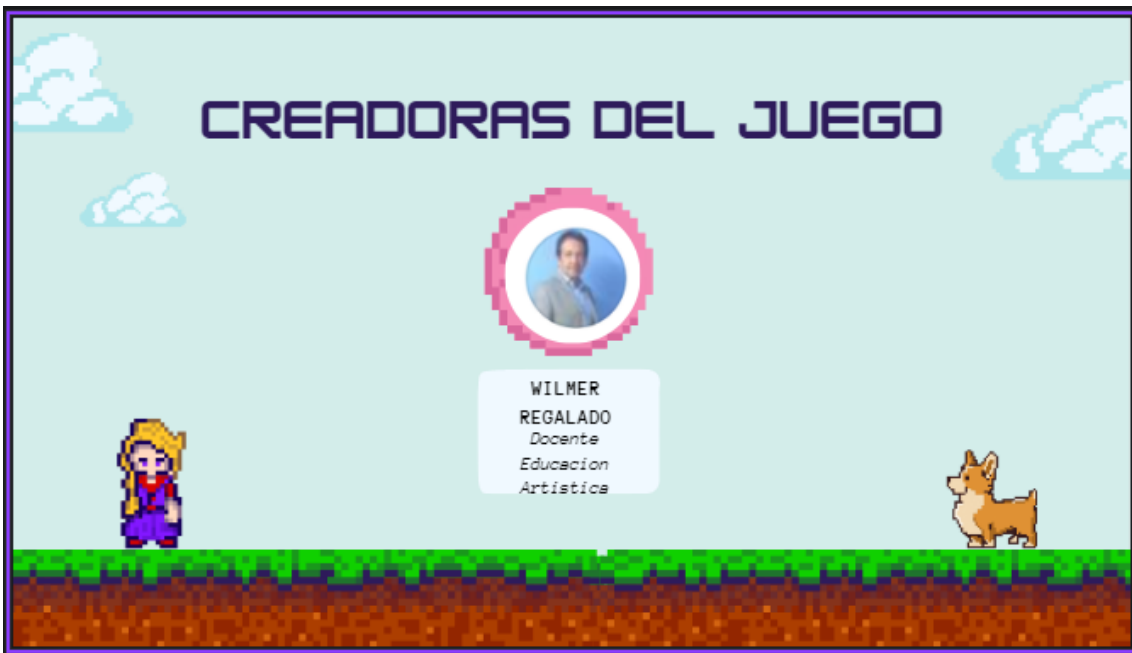 CREADORAS DEL JUEGO
WILMER
REGALADO
Docente
Educacion
Artistica